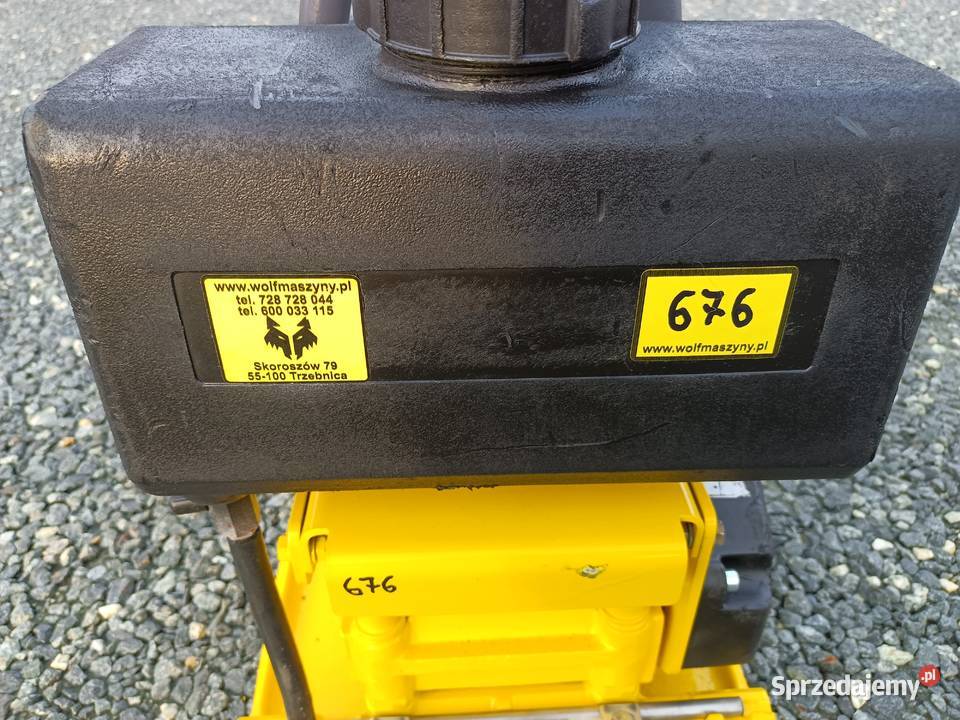 www.wolfmaszyny.pl
tel. 728 728 044
tel. 600 033 115
Skoroszów 79
55-100 Trzebnica
676
www.wolfmaszyny.pl
676
Sprzedajemy.pl